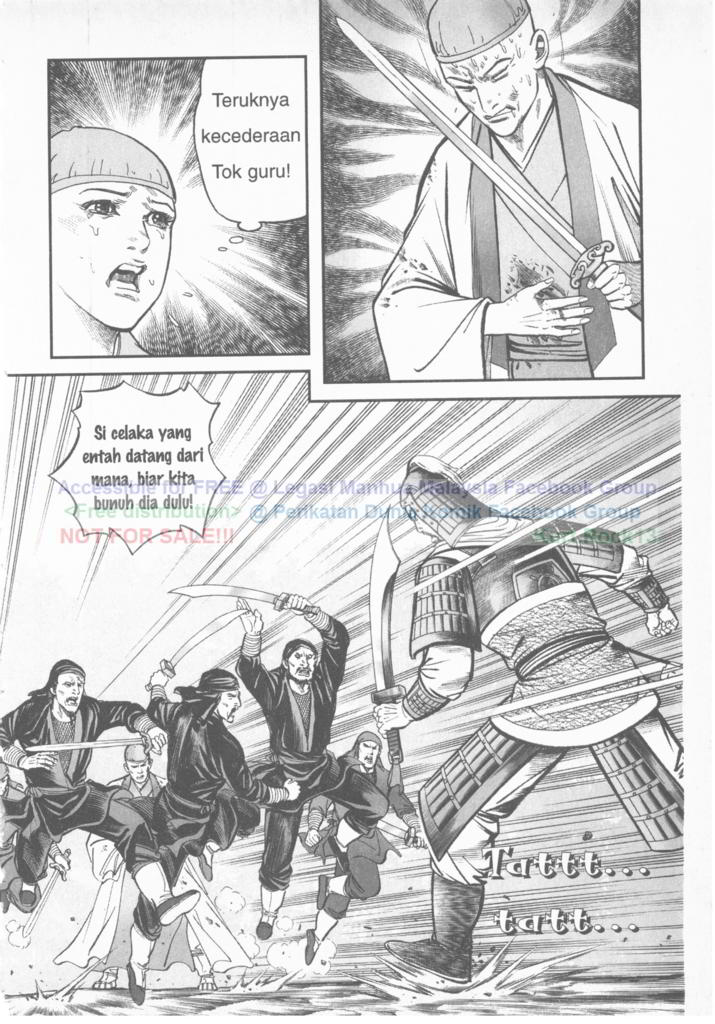 Teruknya
kecederaan
Tok guru!
Si celaka yang
entah datang dari
mana, biar kita
bunuh dia dulu!
Accessible for FREE @ Legasi Manhua Malaysia Facebook Group
<Free distribution> @ Perikatan Dunia Komik Facebook Group
NOT FOR SALE!!!
Tattt...
tatt...